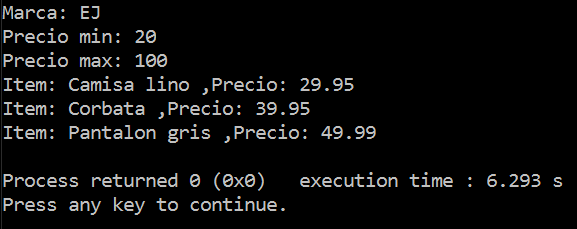 Marca: EJ
Precio min: 20
Precio max: 100
Item: Camisa lino ,Precio: 29.95
Item: Corbata ,Precio: 39.95
Item: Pantalon gris ,Precio: 49.99
Process returned 0 (0x0)   execution time : 6.293 s
Press any key to continue.